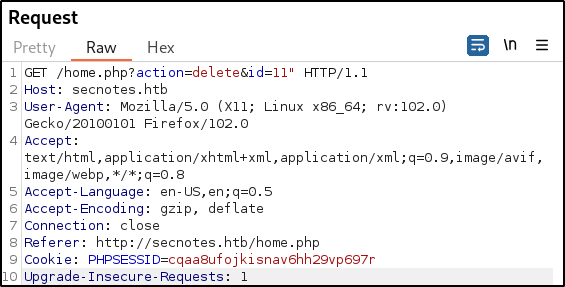 Request
Pretty Raw Hex
\n
1 GET /home.php?action=delete&id=11" HTTP/1.1
2 Host: secnotes.htb
3 User-Agent: Mozilla/5.0 (X11; Linux x86_64; rv:102.0)
Gecko/20100101 Firefox/102.0
4 Accept:
text/html,application/xhtml+xml,application/xml;q=0.9,image/avif,
image/webp,*/*;q=0.8
5 Accept-Language: en-US,en;q=0.5
6 Accept-Encoding: gzip, deflate
7 Connection: close
8 Referer: http://secnotes.htb/home.php
9 Cookie: PHPSESSID=cqaa8ufojkisnav6hh29vp697r
10 Upgrade-Insecure-Requests: 1